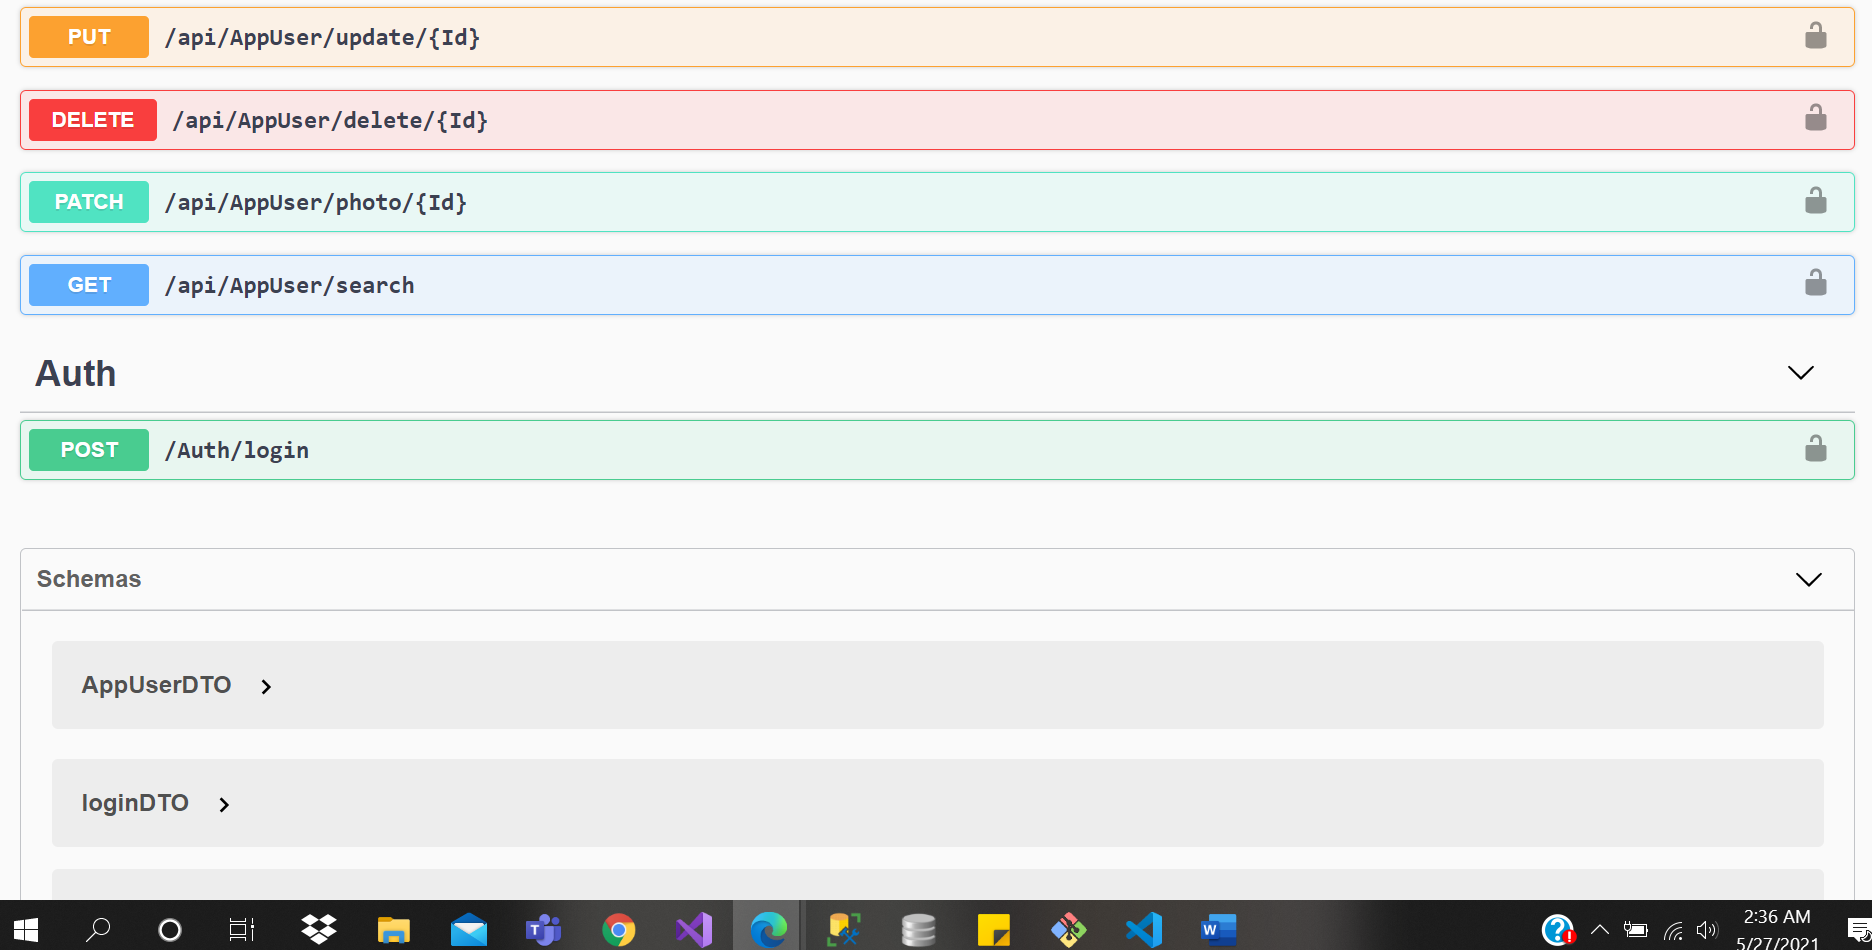 PUT /api/AppUser/update/{Id}
DELETE /api/AppUser/delete/{Id}
PATCH /api/AppUser/photo/{Id}
GET /api/AppUser/search
Auth
POST /Auth/login
Schemas
AppUserDTO
loginDTO
2:36 AM
5/27/2021